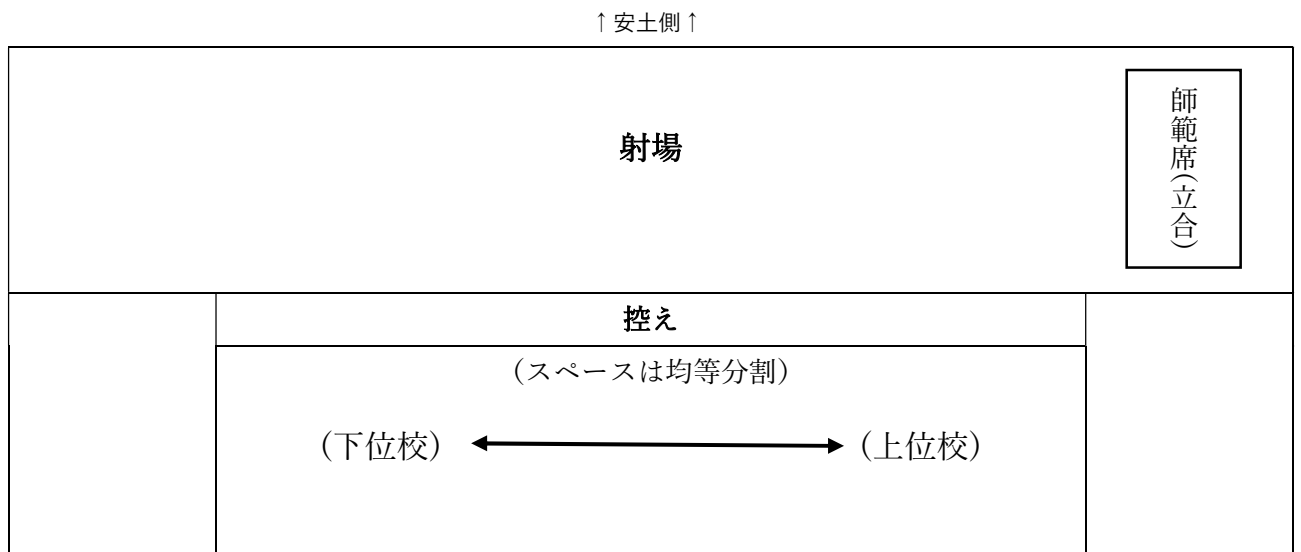 ↑安土側↑
射場
師範席(立合)
控え
（スペースは均等分割）
（下位校）
（上位校）